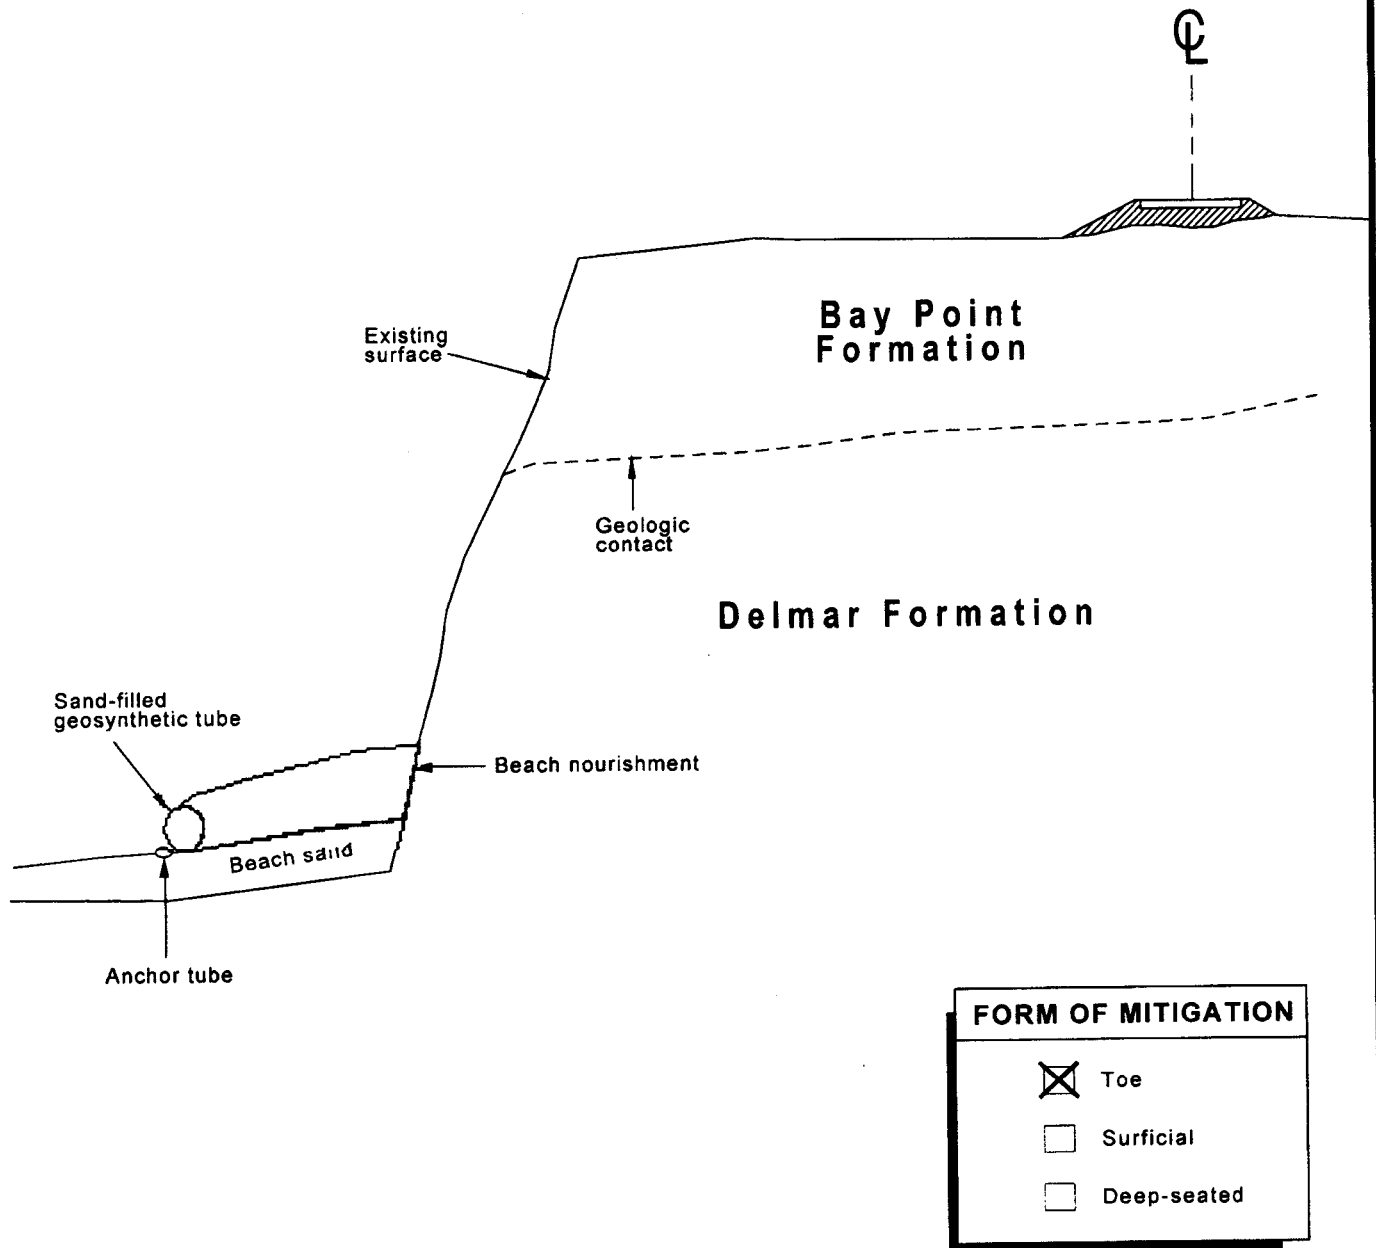 ℄
Bay Point
Formation
Existing
surface
Geologic
contact
Delmar Formation
Sand-filled
geosynthetic tube
Beach nourishment
Beach sand
Anchor tube
FORM OF MITIGATION
Toe
Surficial
Deep-seated